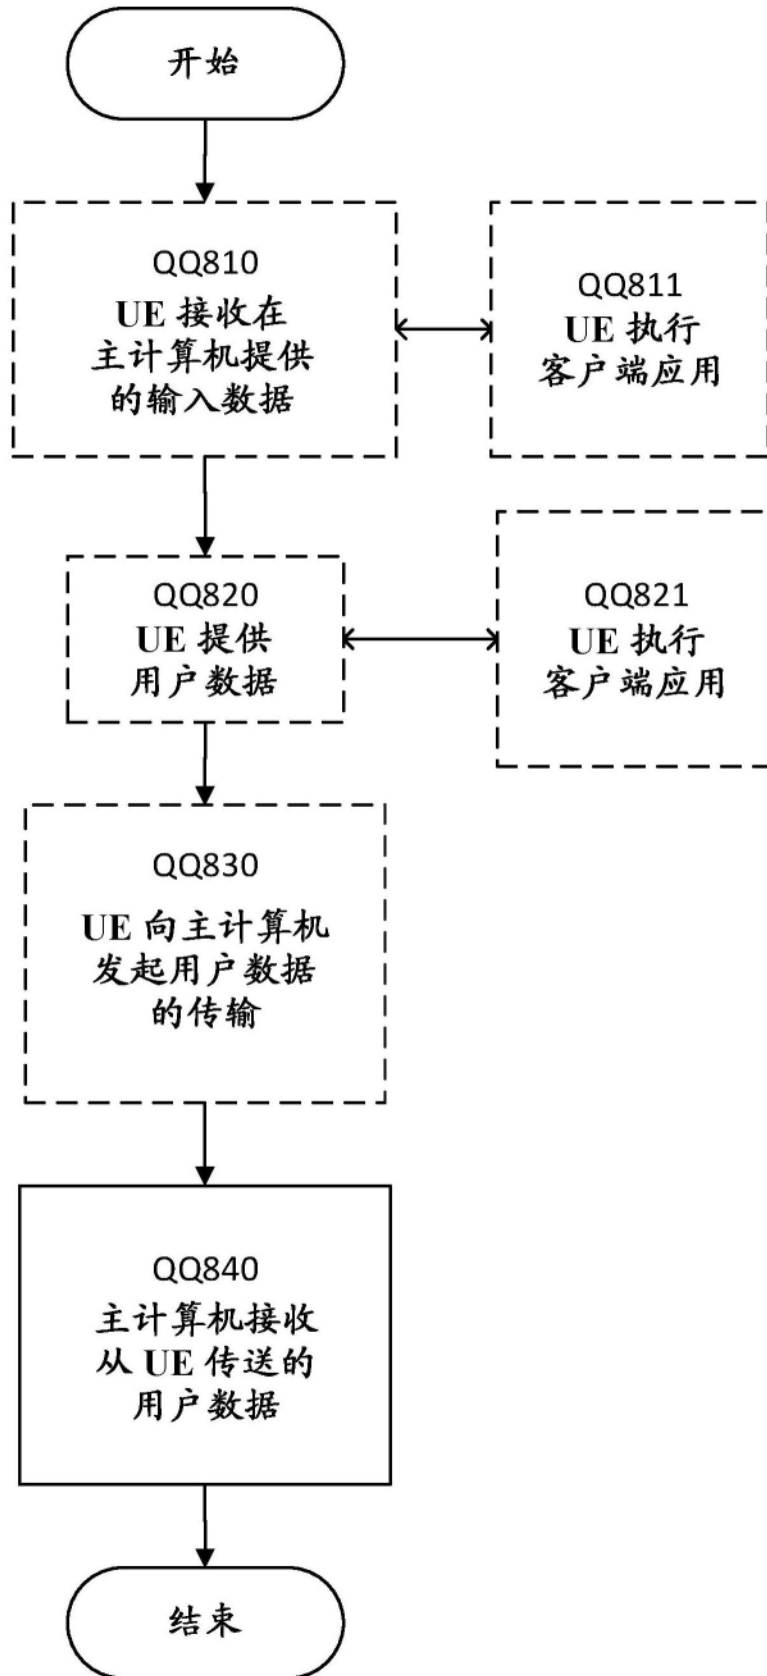 开始
QQ810
UE 接收在
主计算机提供
的输入数据
QQ811
UE 执行
客户端应用
QQ820
UE 提供
用户数据
QQ821
UE 执行
客户端应用
QQ830
UE 向主计算机
发起用户数据
的传输
QQ840
主计算机接收
从 UE 传送的
用户数据
结束